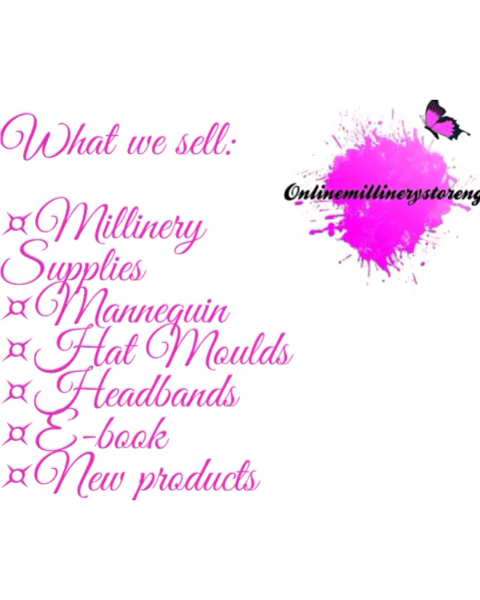 What we sell:
Onlinemillinerystoreng
¤Millinery
Supplies
¤Mannequin
¤ Hat Moulds
¤ Headbands
¤ E-book
¤New products